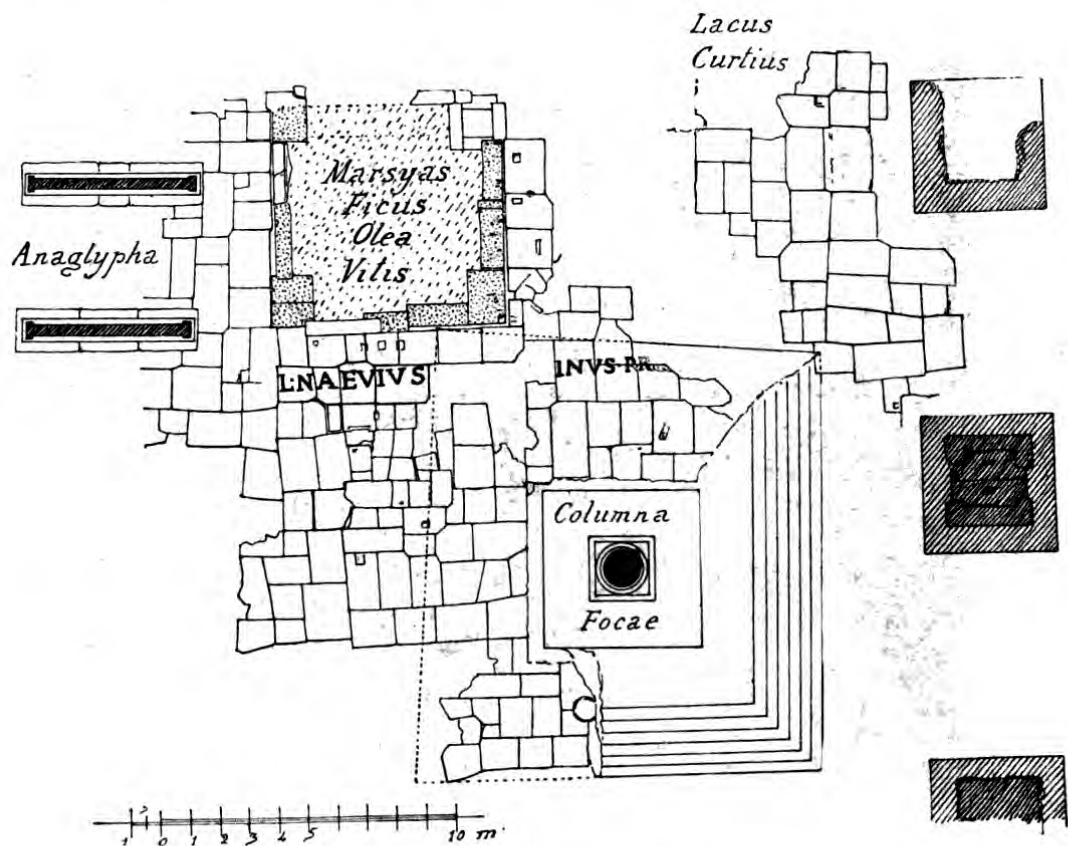 Lacus
Curtius
Marsyas
Ficus
Olea
Vitis
Anaglypha
L·NAEVIVS
INVS·PR
Columna
Focae
1 0 1 2 3 4 5 10 m.